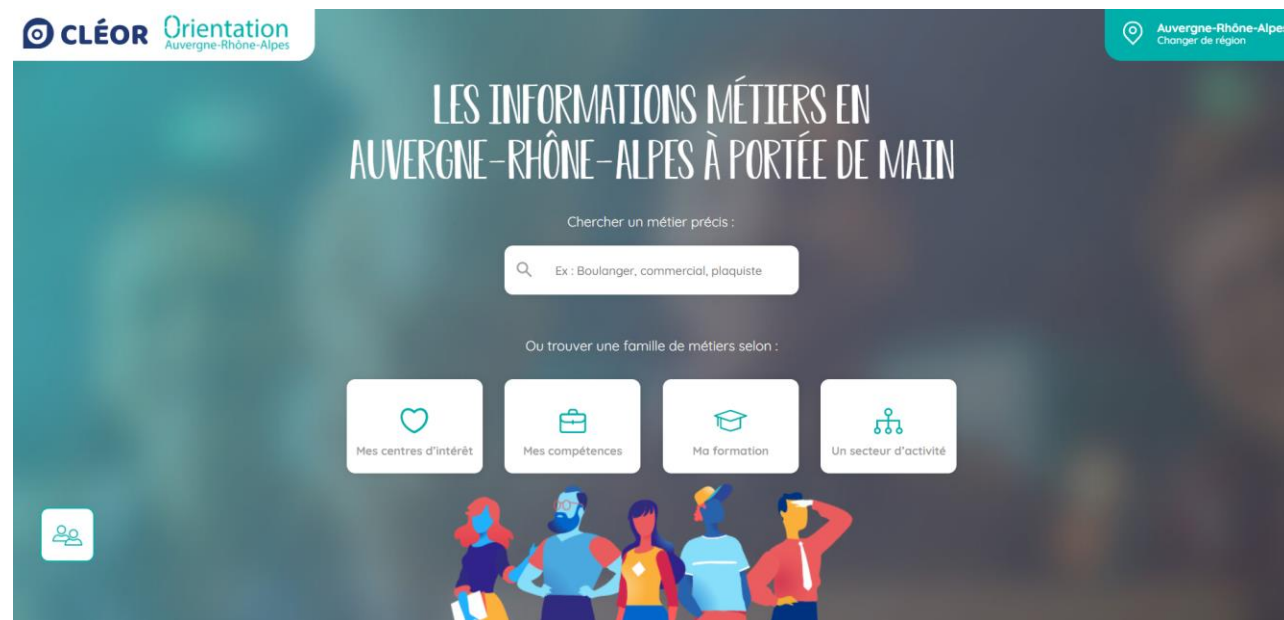 CLÉOR Orientation
Auvergne-Rhône-Alpes
Auvergne-Rhône-Alpes
Changer de région
LES INFORMATIONS MÉTIERS EN
AUVERGNE-RHÔNE-ALPES À PORTÉE DE MAIN
Chercher un métier précis :
Ex : Boulanger, commercial, plaquiste
Ou trouver une famille de métiers selon :
Mes centres d'intérêt
Mes compétences
Ma formation
Un secteur d'activité